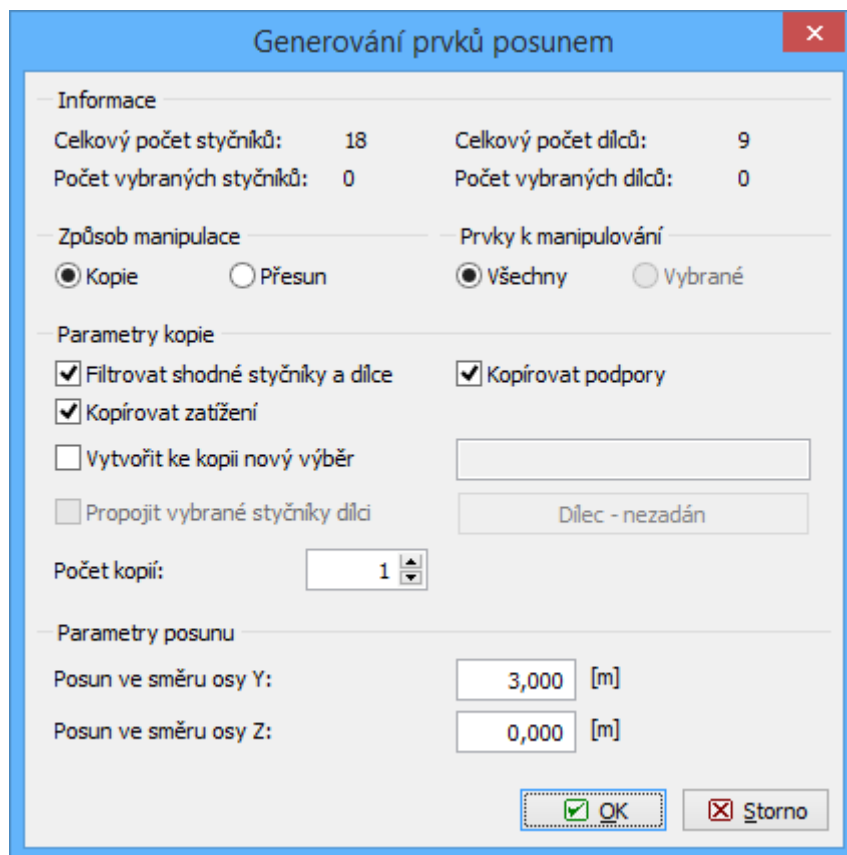 Generování prvků posunem
Informace
Celkový počet styčníků: 18 Celkový počet dílců: 9
Počet vybraných styčníků: 0 Počet vybraných dílců: 0
Způsob manipulace Prvky k manipulování
Kopie Přesun Všechny Vybrané
Parametry kopie
Filtrovat shodné styčníky a dílce Kopírovat podpory
Kopírovat zatížení
Vytvořit ke kopii nový výběr
Propojit vybrané styčníky dílci Dílec - nezadán
Počet kopií: 1
Parametry posunu
Posun ve směru osy Y: 3,000 [m]
Posun ve směru osy Z: 0,000 [m]
OK Storno